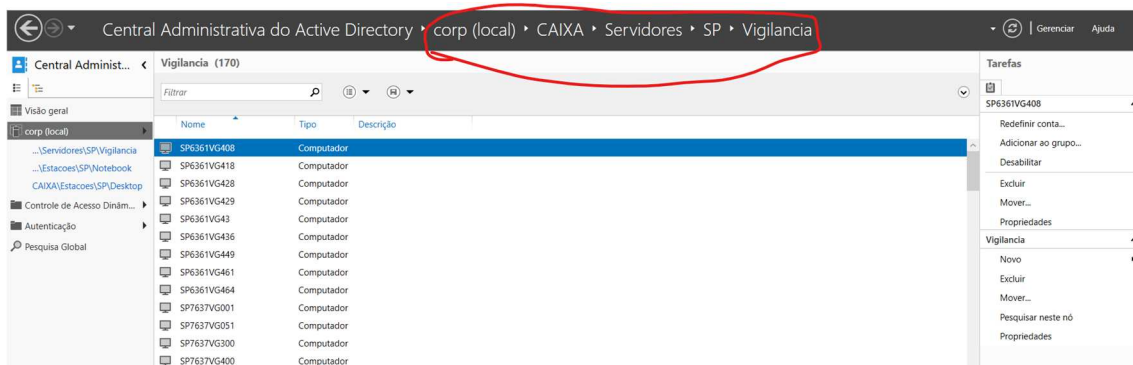 Central Administrativa do Active Directory ‣ corp (local) ‣ CAIXA ‣ Servidores ‣ SP ‣ Vigilancia
Gerenciar Ajuda
Central Administ...
Visão geral
corp (local)
...\Servidores\SP\Vigilancia
...\Estacoes\SP\Notebook
CAIXA\Estacoes\SP\Desktop
Controle de Acesso Dinâm...
Autenticação
Pesquisa Global
Vigilancia (170)
Filtrar
Nome Tipo Descrição
SP6361VG408 Computador
SP6361VG418 Computador
SP6361VG428 Computador
SP6361VG429 Computador
SP6361VG43 Computador
SP6361VG436 Computador
SP6361VG449 Computador
SP6361VG461 Computador
SP6361VG464 Computador
SP7637VG001 Computador
SP7637VG051 Computador
SP7637VG300 Computador
SP7637VG400 Computador
Tarefas
SP6361VG408
Redefinir conta...
Adicionar ao grupo...
Desabilitar
Excluir
Mover...
Propriedades
Vigilancia
Novo
Excluir
Mover...
Pesquisar neste nó
Propriedades